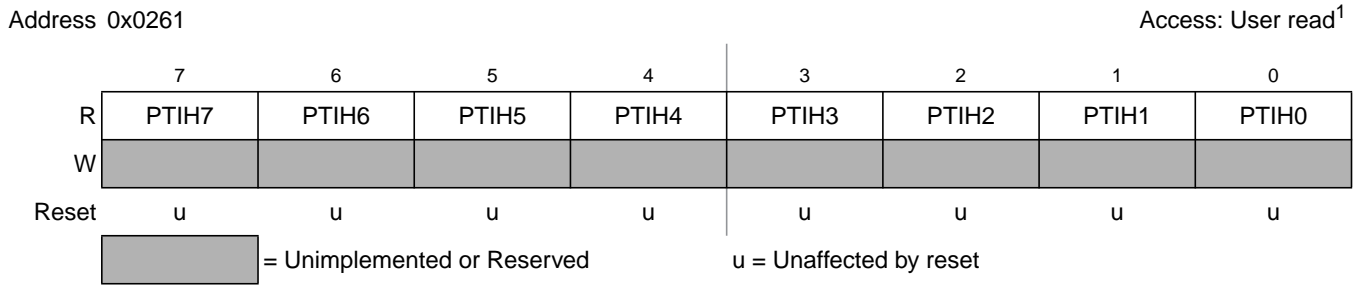 Address 0x0261 Access: User read1
7 6 5 4 3 2 1 0
R PTIH7 PTIH6 PTIH5 PTIH4 PTIH3 PTIH2 PTIH1 PTIH0
W
Reset u u u u u u u u
= Unimplemented or Reserved u = Unaffected by reset